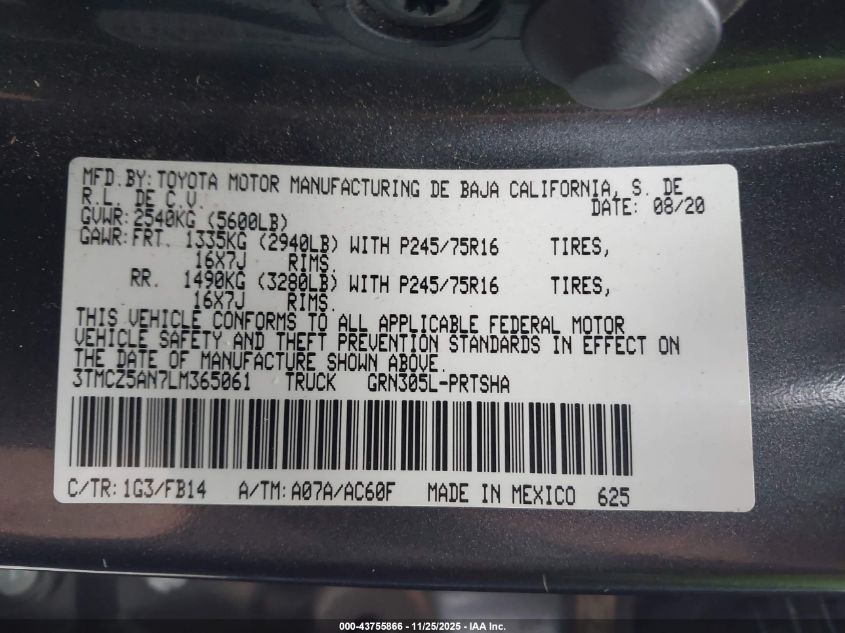 MFD.BY: TOYOTA MOTOR MANUFACTURING DE BAJA CALIFORNIA, S. DE
R.L. DE C.V.
DATE: 08/20
GVWR: 2540KG (5600LB)
GAWR: FRT. 1335KG (2940LB) WITH P245/75R16 TIRES,
16X7J RIMS.
RR. 1490KG (3280LB) WITH P245/75R16 TIRES,
16X7J RIMS.
THIS VEHICLE CONFORMS TO ALL APPLICABLE FEDERAL MOTOR
VEHICLE SAFETY AND THEFT PREVENTION STANDARDS IN EFFECT ON
THE DATE OF MANUFACTURE SHOWN ABOVE.
3TMCZ5AN7LM365061 TRUCK GRN305L-PRTSHA
C/TR: 1G3/FB14 A/TM: A07A/AC60F MADE IN MEXICO 625
000-43755866 - 11/25/2025 - IAA Inc.